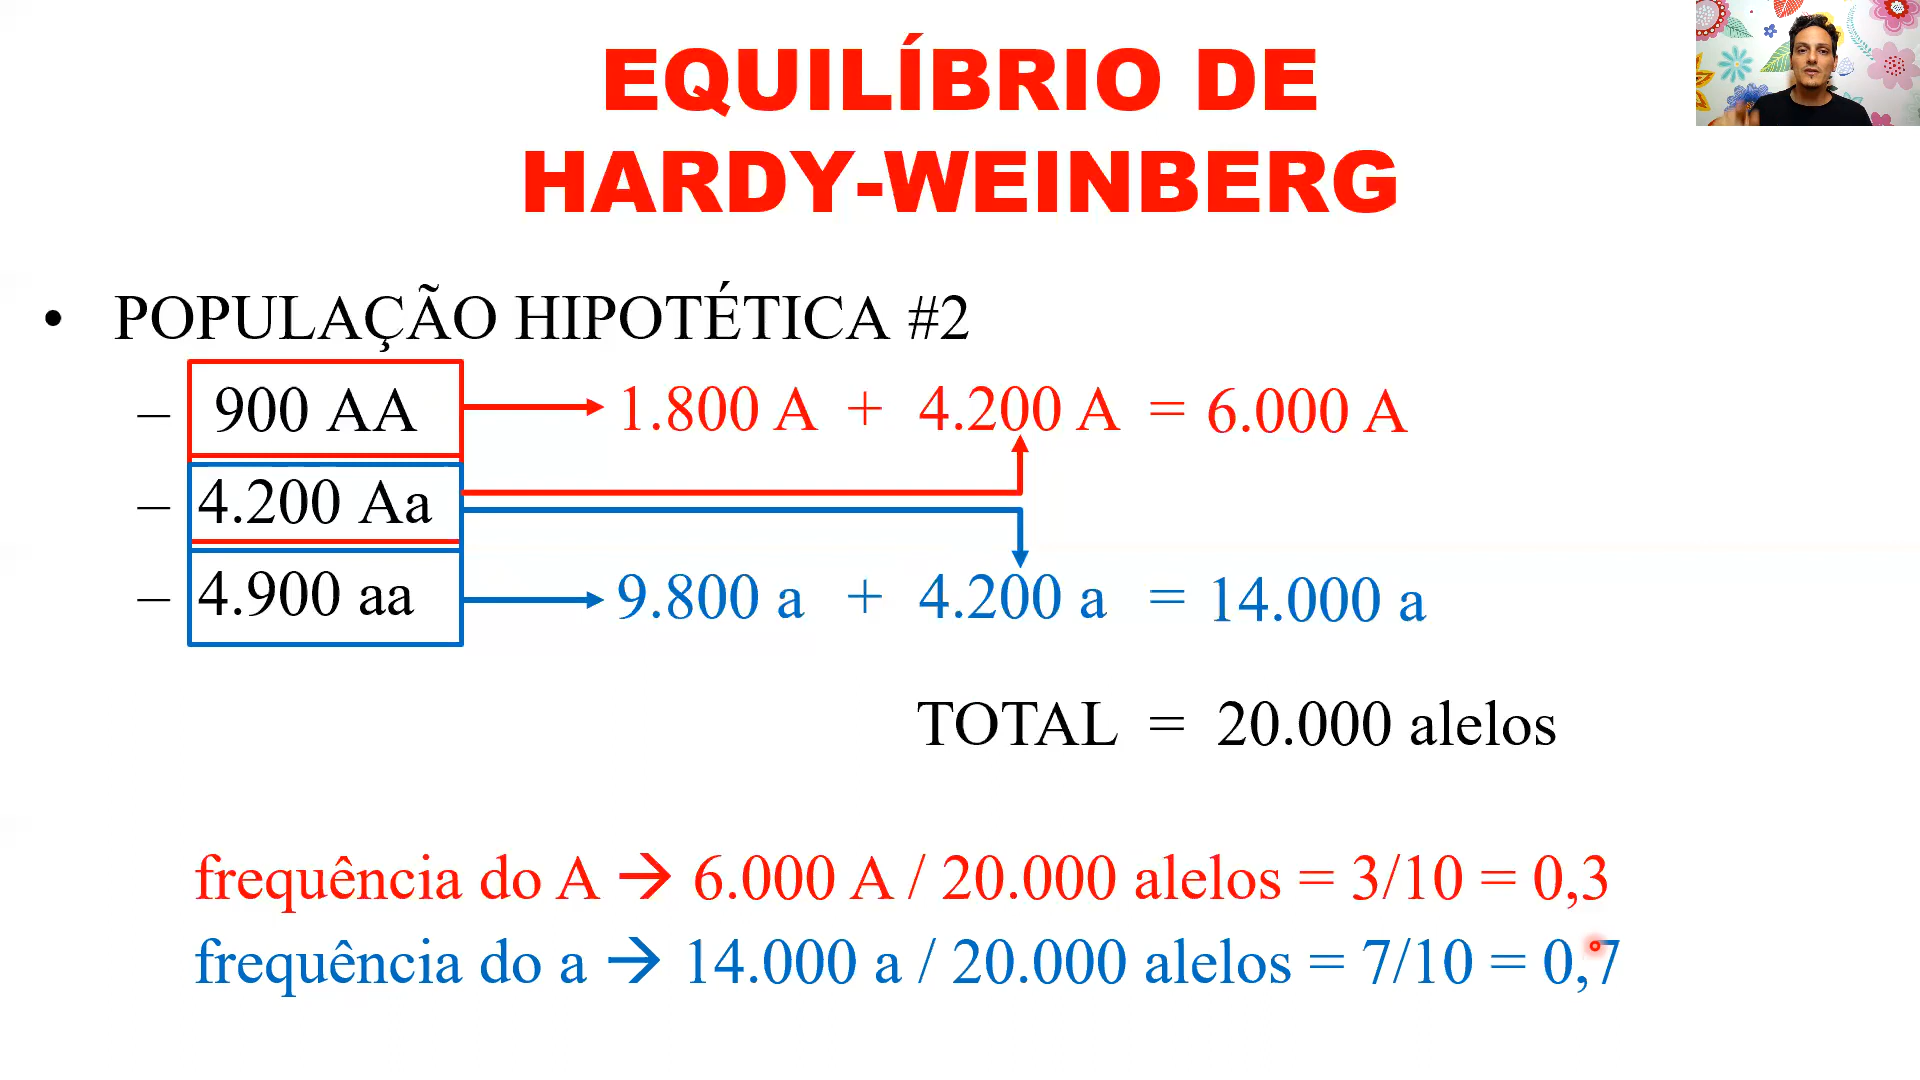 EQUILÍBRIO DE
HARDY-WEINBERG
• POPULAÇÃO HIPOTÉTICA #2
– 900 AA → 1.800 A + 4.200 A = 6.000 A
– 4.200 Aa
– 4.900 aa → 9.800 a + 4.200 a = 14.000 a
TOTAL = 20.000 alelos
frequência do A → 6.000 A / 20.000 alelos = 3/10 = 0,3
frequência do a → 14.000 a / 20.000 alelos = 7/10 = 0,7